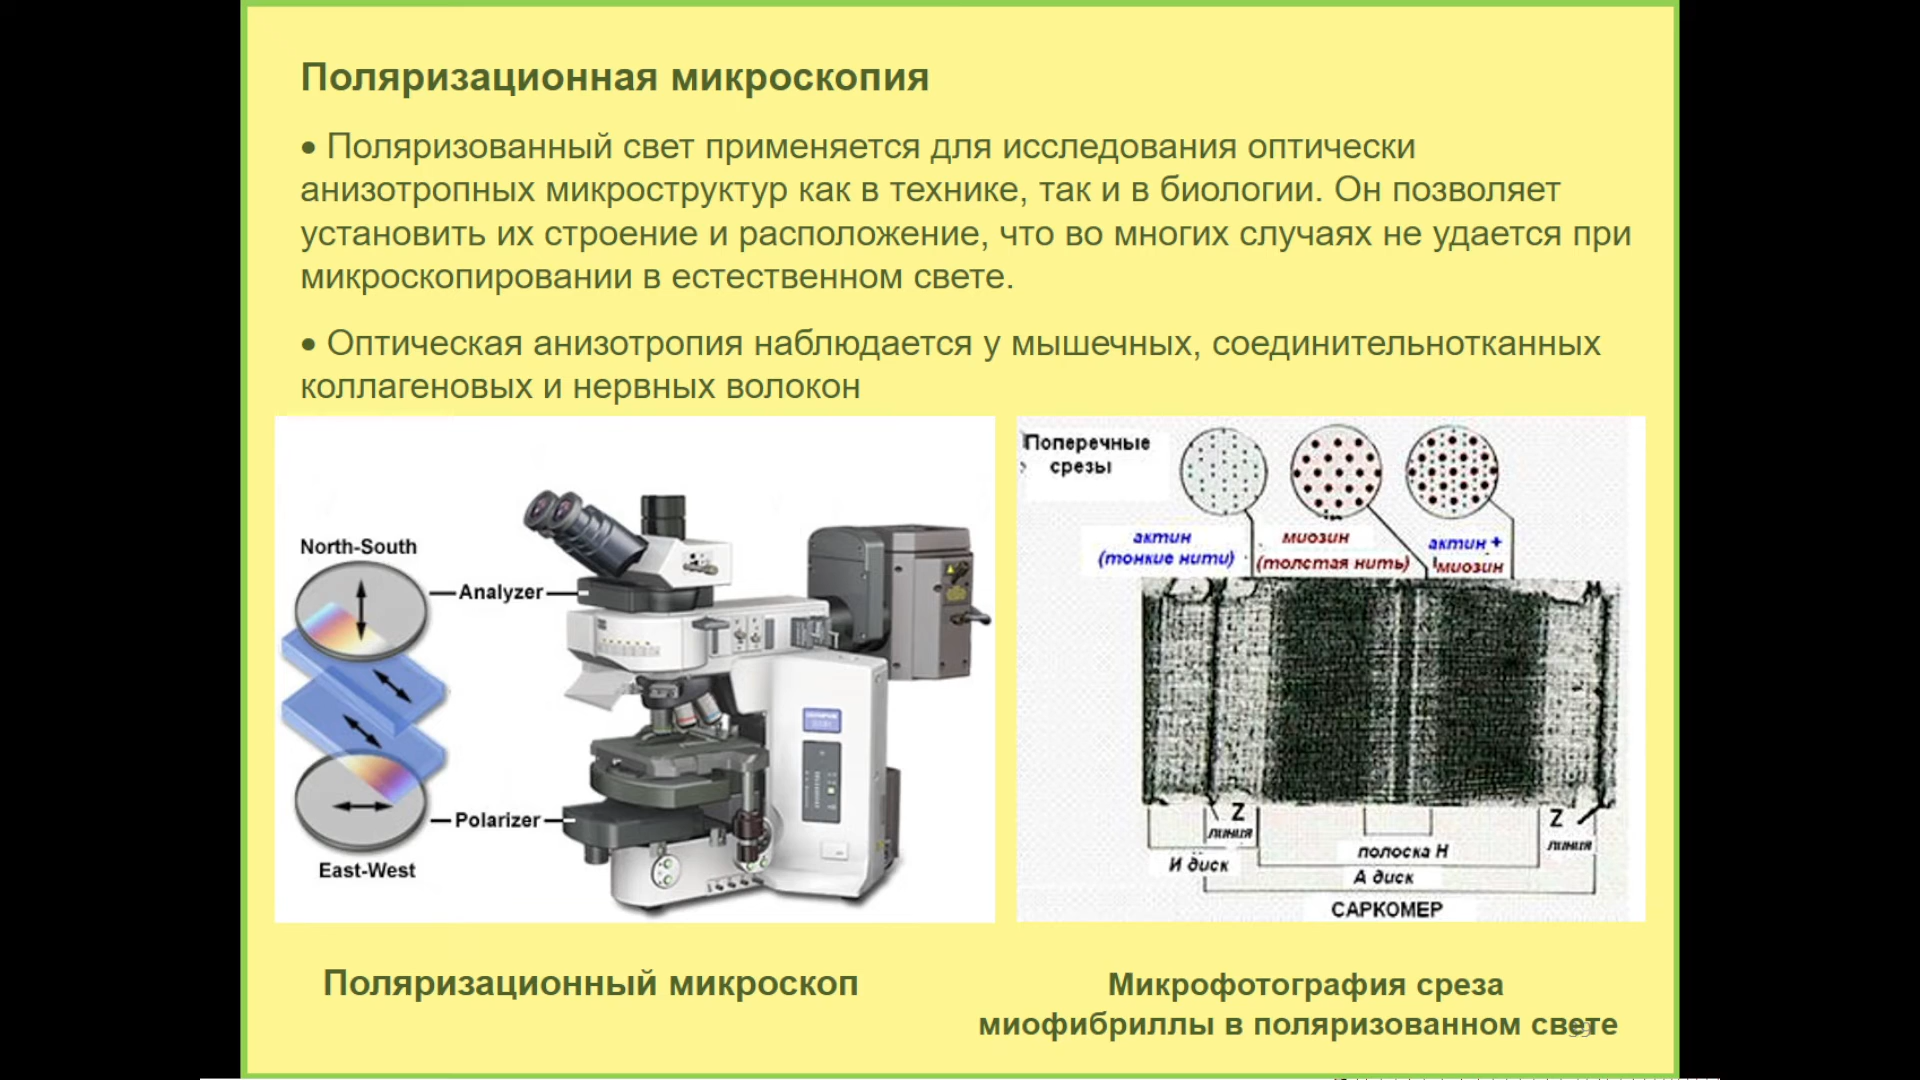 Поляризационная микроскопия
• Поляризованный свет применяется для исследования оптически
анизотропных микроструктур как в технике, так и в биологии. Он позволяет
установить их строение и расположение, что во многих случаях не удается при
микроскопировании в естественном свете.
• Оптическая анизотропия наблюдается у мышечных, соединительнотканных
коллагеновых и нервных волокон
North-South
Analyzer
Polarizer
East-West
Поперечные
срезы
актин
(тонкие нити)
миозин
(толстая нить)
актин +
миозин
Z
линия
Z
линия
И диск
полоска Н
А диск
САРКОМЕР
Поляризационный микроскоп
Микрофотография среза
миофибриллы в поляризованном свете